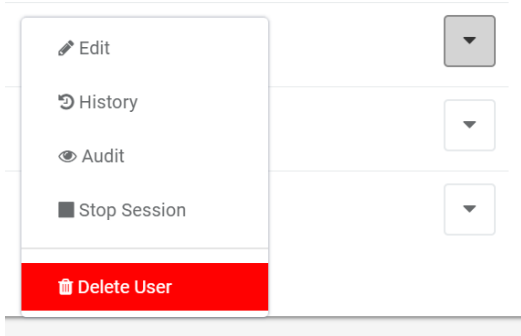 Edit
History
Audit
Stop Session
Delete User